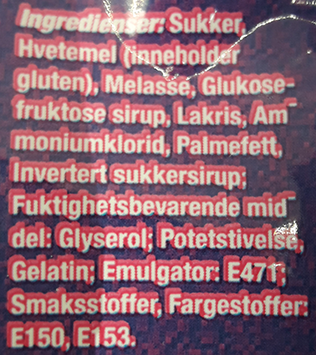 Ingredienser: Sukker,
Hvetemel (inneholder
gluten), Melasse, Glukose-
fruktose sirup, Lakris, Am-
moniumklorid, Palmefett,
Invertert sukkersirup;
Fuktighetsbevarende mid-
del: Glyserol; Potetstivelse,
Gelatin; Emulgator: E471;
Smaksstoffer, Fargestoffer:
E150, E153.